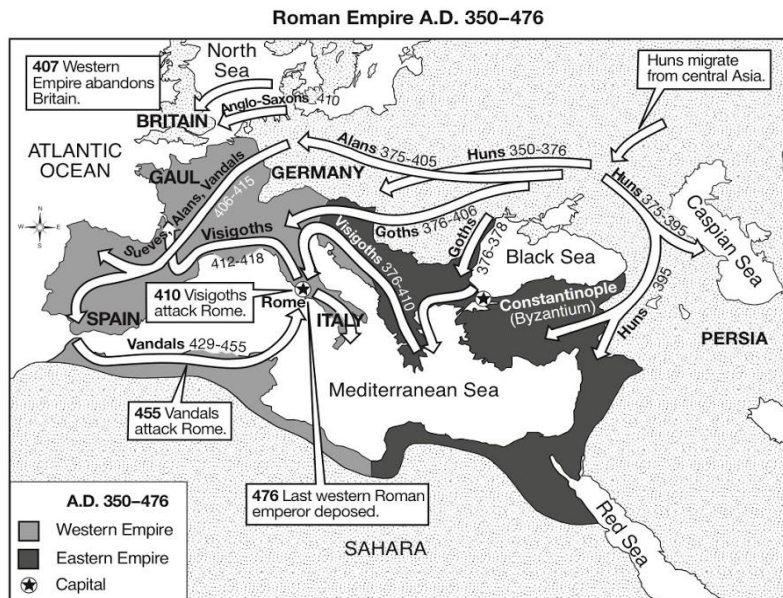 Roman Empire A.D. 350–476
407 Western
Empire abandons
Britain.
North
Sea
Huns migrate
from central Asia.
Anglo-Saxons 410
BRITAIN
ATLANTIC
OCEAN
GAUL
GERMANY
Alans 375-405
Huns 350-376
Huns 375-395
Caspian Sea
N
W
E
S
Sueves, Alans, Vandals
406-415
Goths 376-406
Goths
376-378
Visigoths
412-418
Visigoths 376-410
Black Sea
410 Visigoths
attack Rome.
Rome
Constantinople
(Byzantium)
Huns 395
SPAIN
ITALY
PERSIA
Vandals 429-455
Mediterranean Sea
455 Vandals
attack Rome.
476 Last western Roman
emperor deposed.
SAHARA
Red Sea
A.D. 350–476
Western Empire
Eastern Empire
Capital